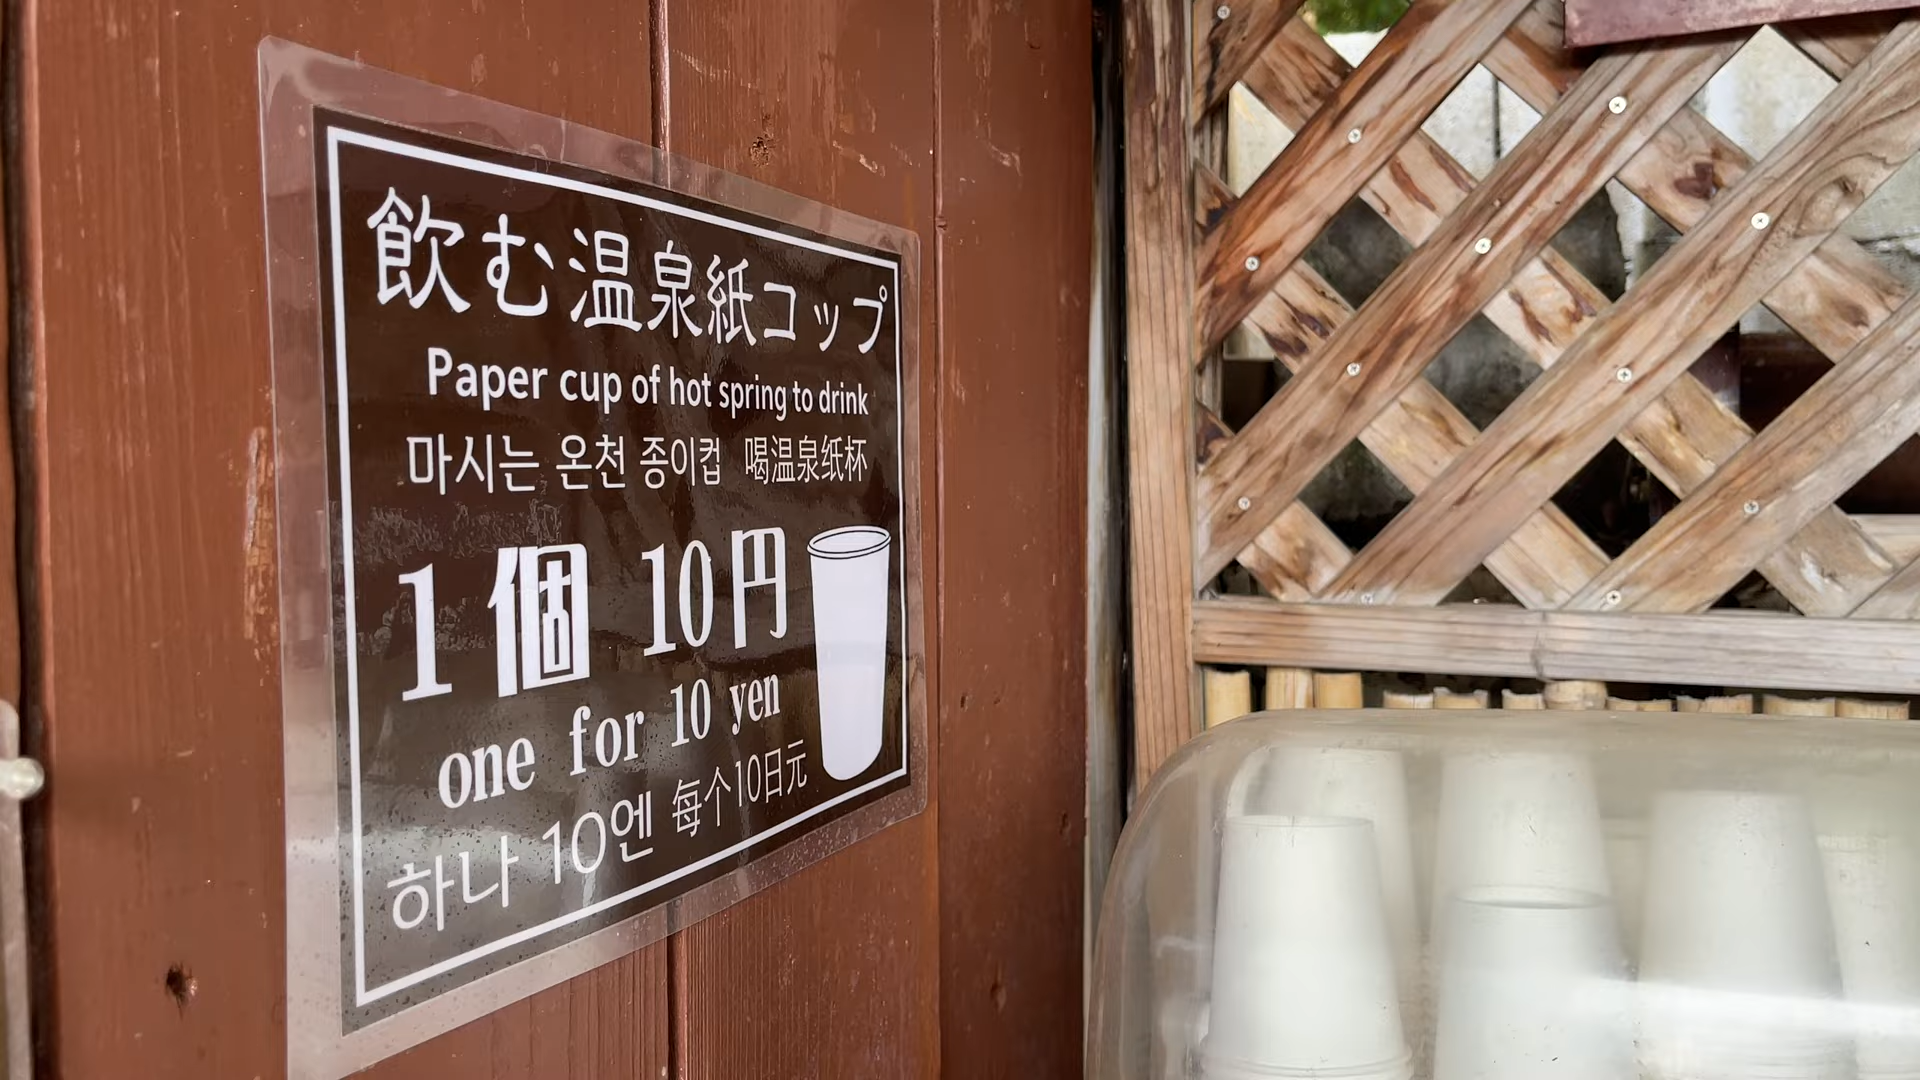 飲む温泉紙コップ
Paper cup of hot spring to drink
마시는 온천 종이컵 喝温泉纸杯
1個 10円
one for 10 yen
하나 10엔 每个10日元